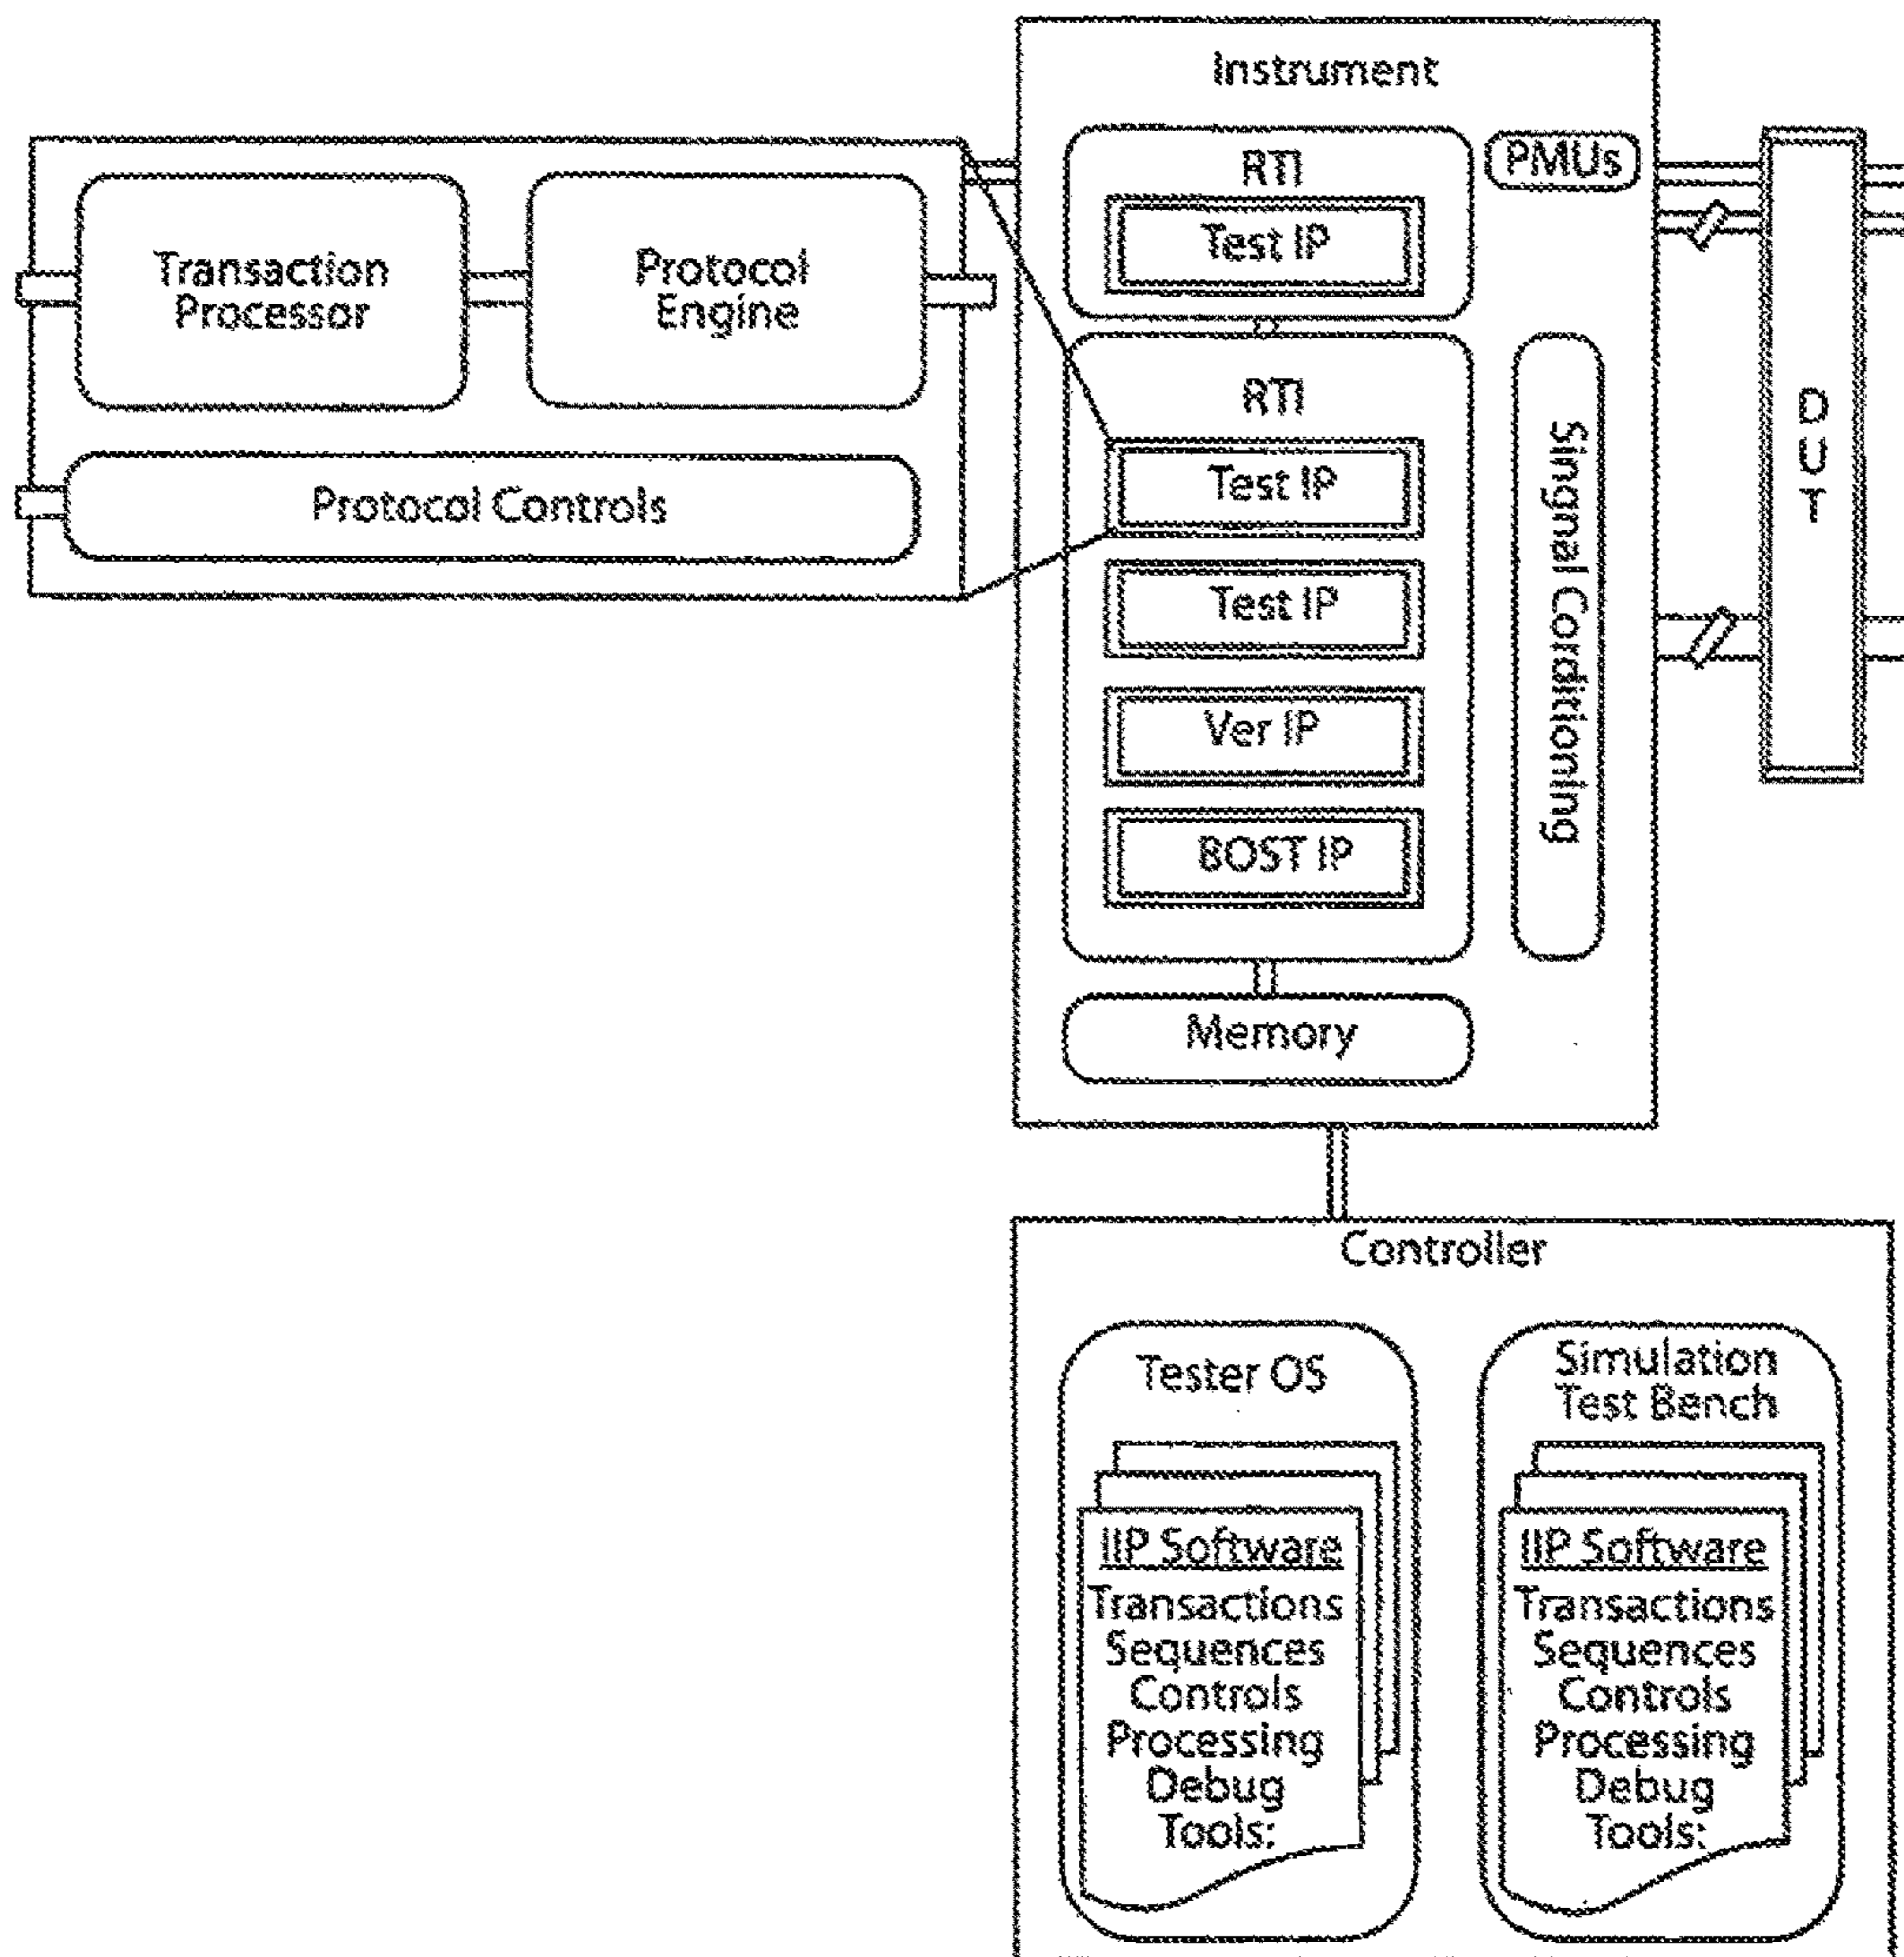 Instrument
RTI
PMUs
Test IP
Transaction
Processor
Protocol
Engine
Protocol Controls
RTI
Test IP
Test IP
Ver IP
BOST IP
Singnal Corditioning
D
U
T
Memory
Controller
Tester OS
IIP Software
Transactions
Sequences
Controls
Processing
Debug
Tools:
Simulation
Test Bench
IIP Software
Transactions
Sequences
Controls
Processing
Debug
Tools: